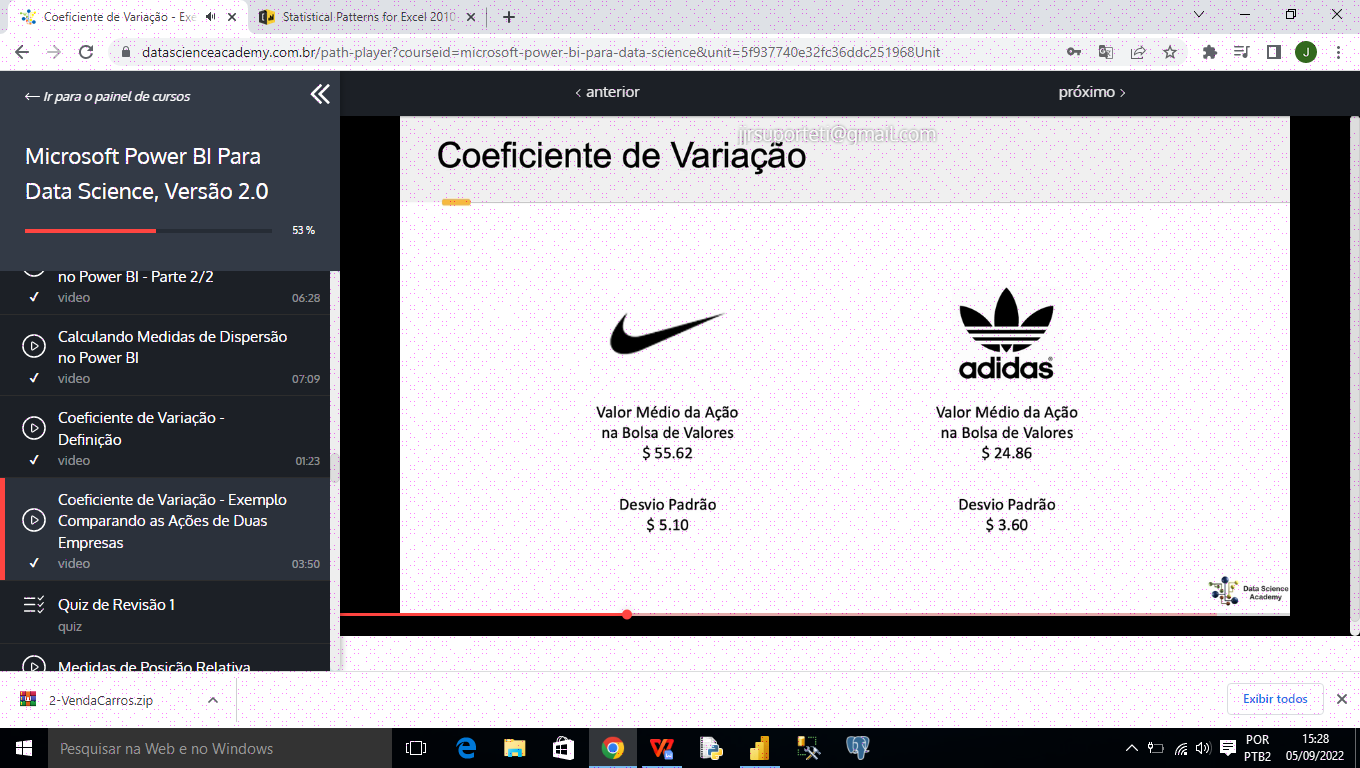 Coeficiente de Variação - Exe
Statistical Patterns for Excel 2010
datascienceacademy.com.br/path-player?courseid=microsoft-power-bi-para-data-science&unit=5f937740e32fc36ddc251968Unit
J
← Ir para o painel de cursos
‹ anterior
próximo ›
Microsoft Power BI Para
Data Science, Versão 2.0
53 %
no Power BI - Parte 2/2
video 06:28
Calculando Medidas de Dispersão
no Power BI
video 07:09
Coeficiente de Variação -
Definição
video 01:23
Coeficiente de Variação - Exemplo
Comparando as Ações de Duas
Empresas
video 03:50
Quiz de Revisão 1
quiz
Medidas de Posição Relativa
jjrsuporteti@gmail.com
Coeficiente de Variação
adidas
Valor Médio da Ação
na Bolsa de Valores
$ 55.62
Desvio Padrão
$ 5.10
Valor Médio da Ação
na Bolsa de Valores
$ 24.86
Desvio Padrão
$ 3.60
Data Science
Academy
2-VendaCarros.zip
Exibir todos
Pesquisar na Web e no Windows
POR
PTB2
15:28
05/09/2022